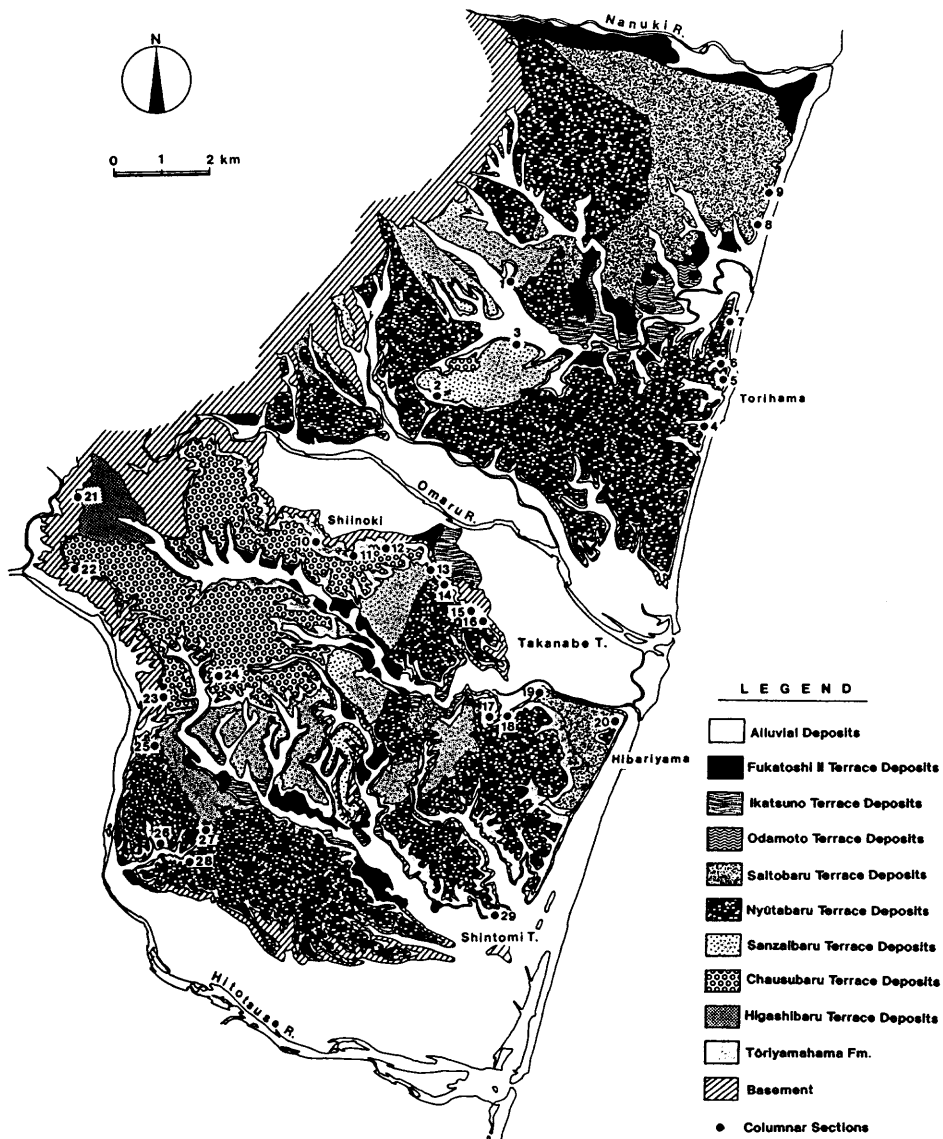 Nanuki R.
N
0 1 2 km
9
8
1
7
3
6
5
2
Torihama
4
Omaru R.
21
Shiinoki
10
12
11
22
13
14
15
16
Takanabe T.
24
19
23
17
18
20
25
Hibariyama
26
27
28
29
Shintomi T.
Hitotsuse R.
LEGEND
Alluvial Deposits
Fukatoshi II Terrace Deposits
Ikatsuno Terrace Deposits
Odamoto Terrace Deposits
Saitobaru Terrace Deposits
Nyūtabaru Terrace Deposits
Sanzaibaru Terrace Deposits
Chausubaru Terrace Deposits
Higashibaru Terrace Deposits
Tōriyamahama Fm.
Basement
Columnar Sections